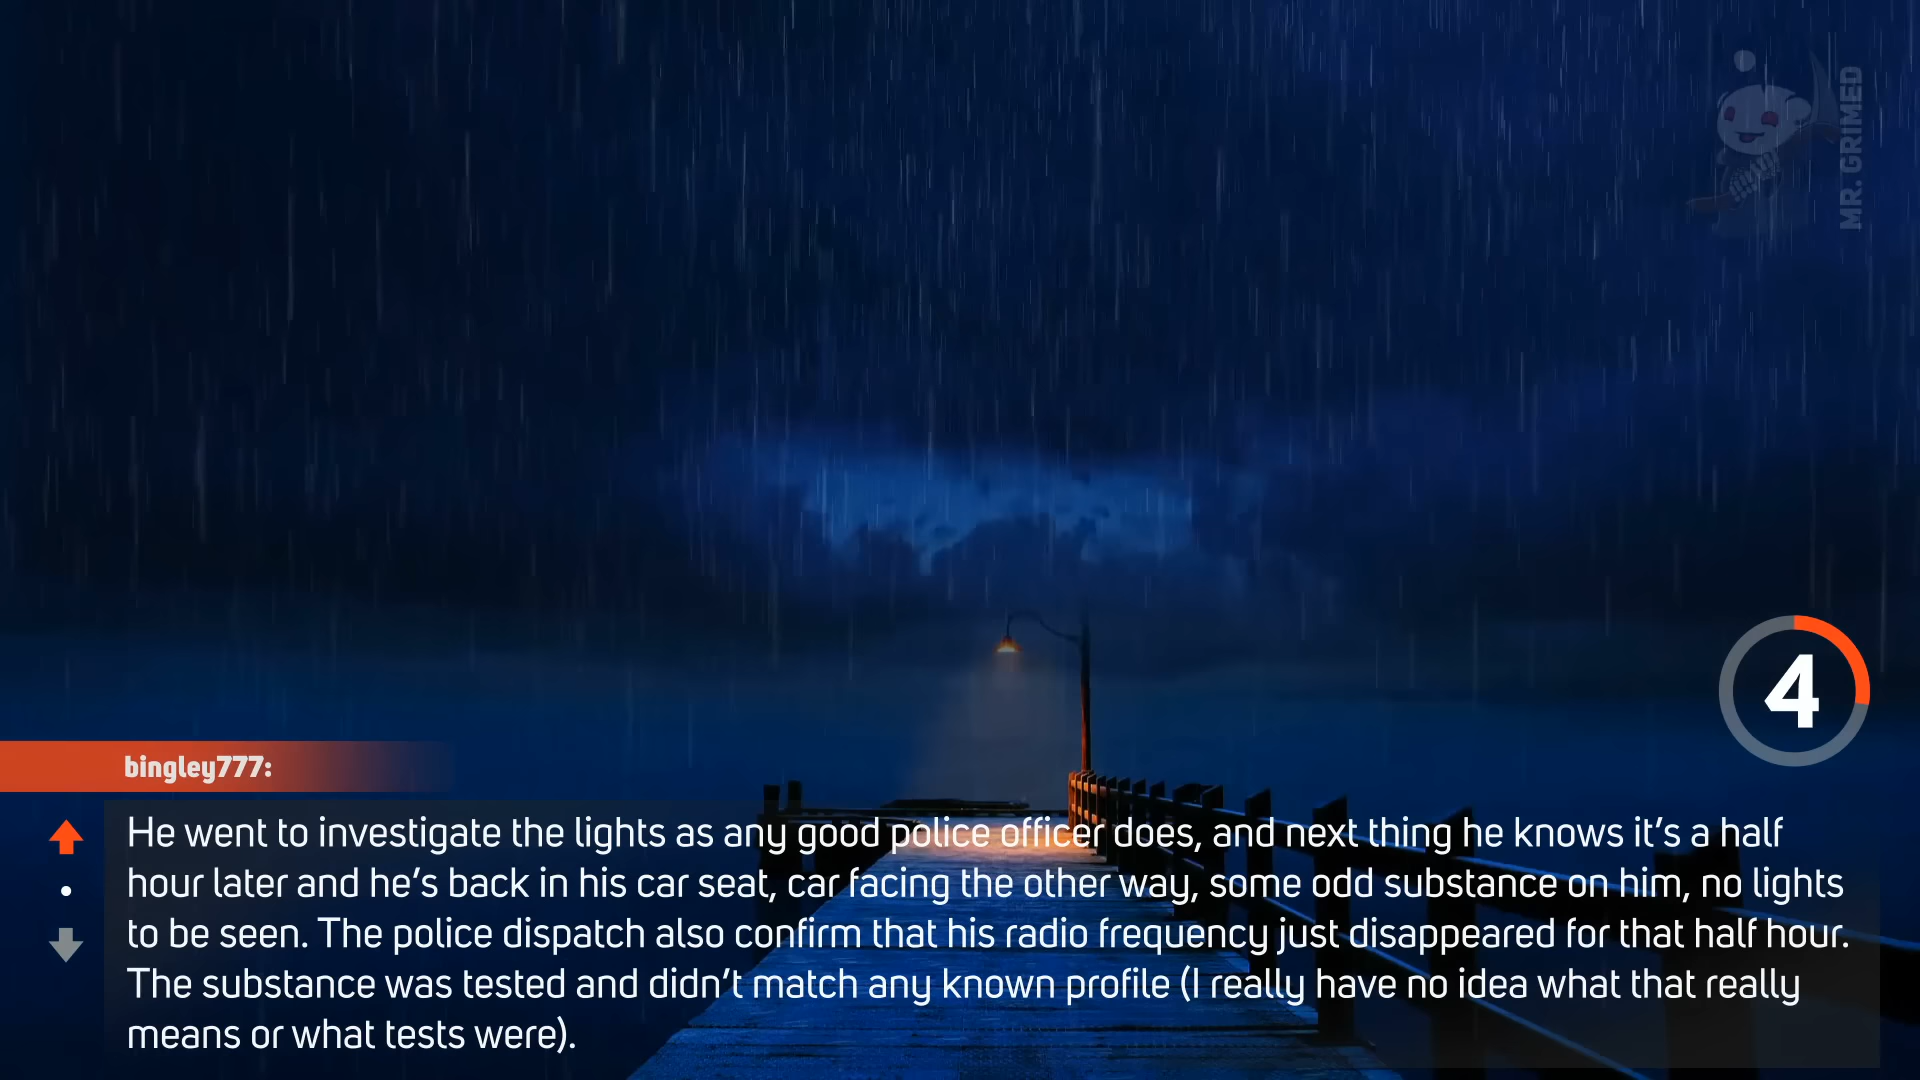 MR. GRIMED
4
bingley777:
He went to investigate the lights as any good police officer does, and next thing he knows it's a half
hour later and he's back in his car seat, car facing the other way, some odd substance on him, no lights
to be seen. The police dispatch also confirm that his radio frequency just disappeared for that half hour.
The substance was tested and didn't match any known profile (I really have no idea what that really
means or what tests were).